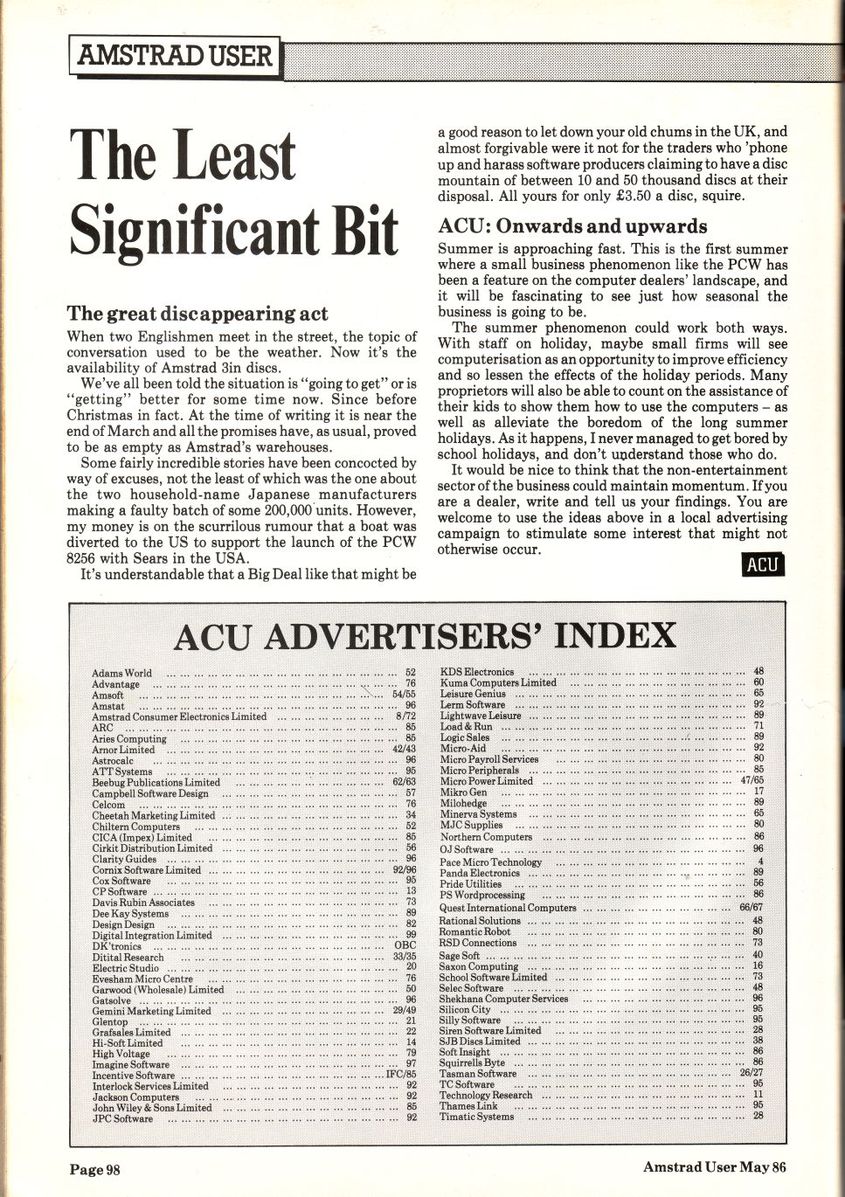 AMSTRAD USER
The Least
Significant Bit
The great discappearing act
When two Englishmen meet in the street, the topic of
conversation used to be the weather. Now it's the
availability of Amstrad 3in discs.
We've all been told the situation is "going to get" or is
"getting" better for some time now. Since before
Christmas in fact. At the time of writing it is near the
end of March and all the promises have, as usual, proved
to be as empty as Amstrad's warehouses.
Some fairly incredible stories have been concocted by
way of excuses, not the least of which was the one about
the two household-name Japanese manufacturers
making a faulty batch of some 200,000 units. However,
my money is on the scurrilous rumour that a boat was
diverted to the US to support the launch of the PCW
8256 with Sears in the USA.
It's understandable that a Big Deal like that might be
a good reason to let down your old chums in the UK, and
almost forgivable were it not for the traders who 'phone
up and harass software producers claiming to have a disc
mountain of between 10 and 50 thousand discs at their
disposal. All yours for only £3.50 a disc, squire.
ACU: Onwards and upwards
Summer is approaching fast. This is the first summer
where a small business phenomenon like the PCW has
been a feature on the computer dealers' landscape, and
it will be fascinating to see just how seasonal the
business is going to be.
The summer phenomenon could work both ways.
With staff on holiday, maybe small firms will see
computerisation as an opportunity to improve efficiency
and so lessen the effects of the holiday periods. Many
proprietors will also be able to count on the assistance of
their kids to show them how to use the computers – as
well as alleviate the boredom of the long summer
holidays. As it happens, I never managed to get bored by
school holidays, and don't understand those who do.
It would be nice to think that the non-entertainment
sector of the business could maintain momentum. If you
are a dealer, write and tell us your findings. You are
welcome to use the ideas above in a local advertising
campaign to stimulate some interest that might not
otherwise occur.
ACU
ACU ADVERTISERS' INDEX
Adams World ... 52
Advantage ... 76
Amsoft ... 54/55
Amstat ... 96
Amstrad Consumer Electronics Limited ... 8/72
ARC ... 85
Aries Computing ... 85
Arnor Limited ... 42/43
Astrocalc ... 96
ATT Systems ... 95
Beebug Publications Limited ... 62/63
Campbell Software Design ... 57
Celcom ... 76
Cheetah Marketing Limited ... 34
Chiltern Computers ... 52
CICA (Impex) Limited ... 85
Cirkit Distribution Limited ... 56
Clarity Guides ... 96
Cornix Software Limited ... 92/96
Cox Software ... 95
CP Software ... 13
Davis Rubin Associates ... 73
Dee Kay Systems ... 89
Design Design ... 82
Digital Integration Limited ... 99
DK'tronics ... OBC
Ditital Research ... 33/35
Electric Studio ... 20
Evesham Micro Centre ... 76
Garwood (Wholesale) Limited ... 50
Gatsolve ... 96
Gemini Marketing Limited ... 29/49
Glentop ... 21
Grafsales Limited ... 22
Hi-Soft Limited ... 14
High Voltage ... 79
Imagine Software ... 97
Incentive Software ... IFC/85
Interlock Services Limited ... 92
Jackson Computers ... 92
John Wiley & Sons Limited ... 85
JPC Software ... 92
KDS Electronics ... 48
Kuma Computers Limited ... 60
Leisure Genius ... 65
Lerm Software ... 92
Lightwave Leisure ... 89
Load & Run ... 71
Logic Sales ... 89
Micro-Aid ... 92
Micro Payroll Services ... 80
Micro Peripherals ... 85
Micro Power Limited ... 47/65
Mikro Gen ... 17
Milohedge ... 89
Minerva Systems ... 65
MJC Supplies ... 80
Northern Computers ... 86
OJ Software ... 96
Pace Micro Technology ... 4
Panda Electronics ... 89
Pride Utilities ... 56
PS Wordprocessing ... 86
Quest International Computers ... 66/67
Rational Solutions ... 48
Romantic Robot ... 80
RSD Connections ... 73
Sage Soft ... 40
Saxon Computing ... 16
School Software Limited ... 73
Selec Software ... 48
Shekhana Computer Services ... 96
Silicon City ... 95
Silly Software ... 95
Siren Software Limited ... 28
SJB Discs Limited ... 38
Soft Insight ... 86
Squirrells Byte ... 86
Tasman Software ... 26/27
TC Software ... 95
Technology Research ... 11
Thames Link ... 95
Timatic Systems ... 28
Page 98
Amstrad User May 86